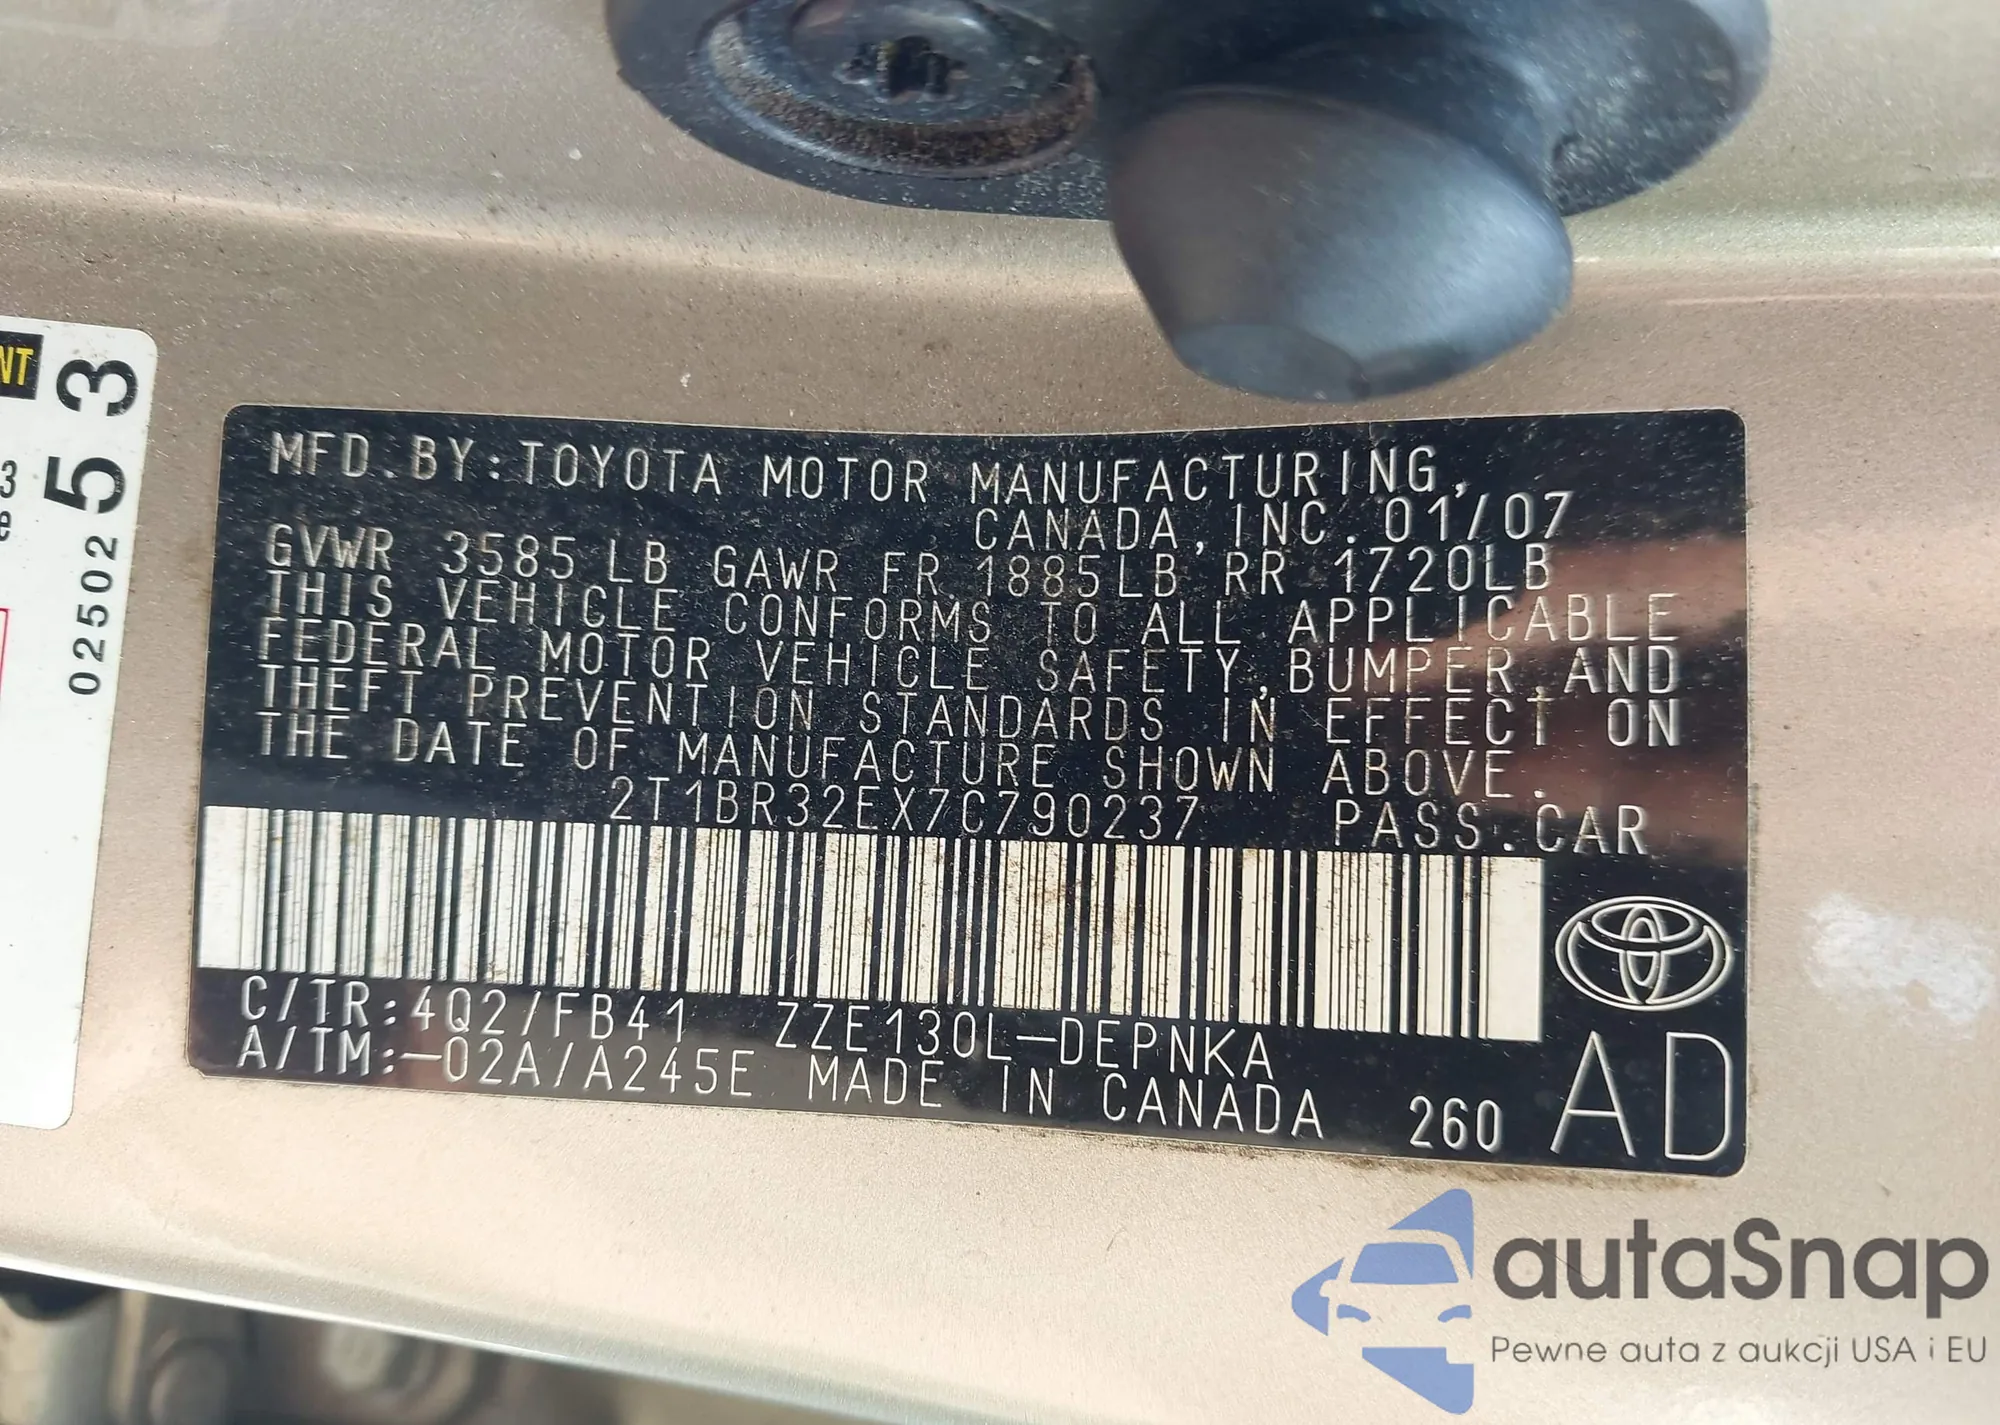 NT
53
3
e
02502
MFD.BY:TOYOTA MOTOR MANUFACTURING,
CANADA,INC. 01/07
GVWR 3585LB GAWR FR 1885LB RR 1720LB
THIS VEHICLE CONFORMS TO ALL APPLICABLE
FEDERAL MOTOR VEHICLE SAFETY,BUMPER,AND
THEFT PREVENTION STANDARDS IN EFFECT ON
THE DATE OF MANUFACTURE SHOWN ABOVE.
2T1BR32EX7C790237 PASS.CAR
C/TR:4Q2/FB41 ZZE130L-DEPNKA
A/TM:-02A/A245E MADE IN CANADA 260
AD
autaSnap
Pewne auta z aukcji USA i EU